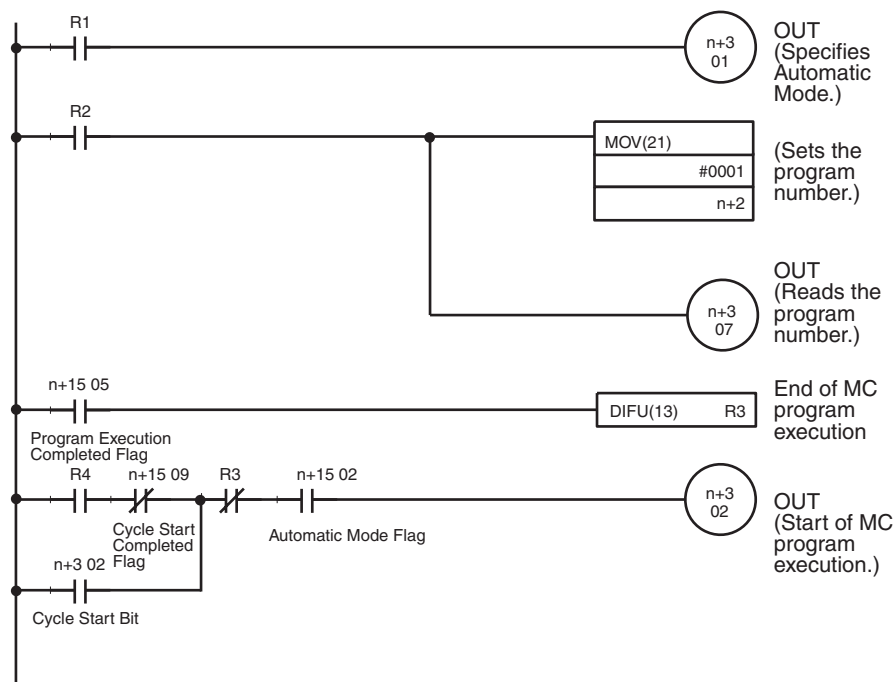 R1
n+3
01
OUT
(Specifies
Automatic
Mode.)
R2
MOV(21)
#0001
n+2
(Sets the
program
number.)
n+3
07
OUT
(Reads the
program
number.)
n+15 05
Program Execution
Completed Flag
DIFU(13) R3
End of MC
program
execution
R4
n+15 09
Cycle Start
Completed
Flag
R3
n+15 02
Automatic Mode Flag
n+3
02
OUT
(Start of MC
program
execution.)
n+3 02
Cycle Start Bit